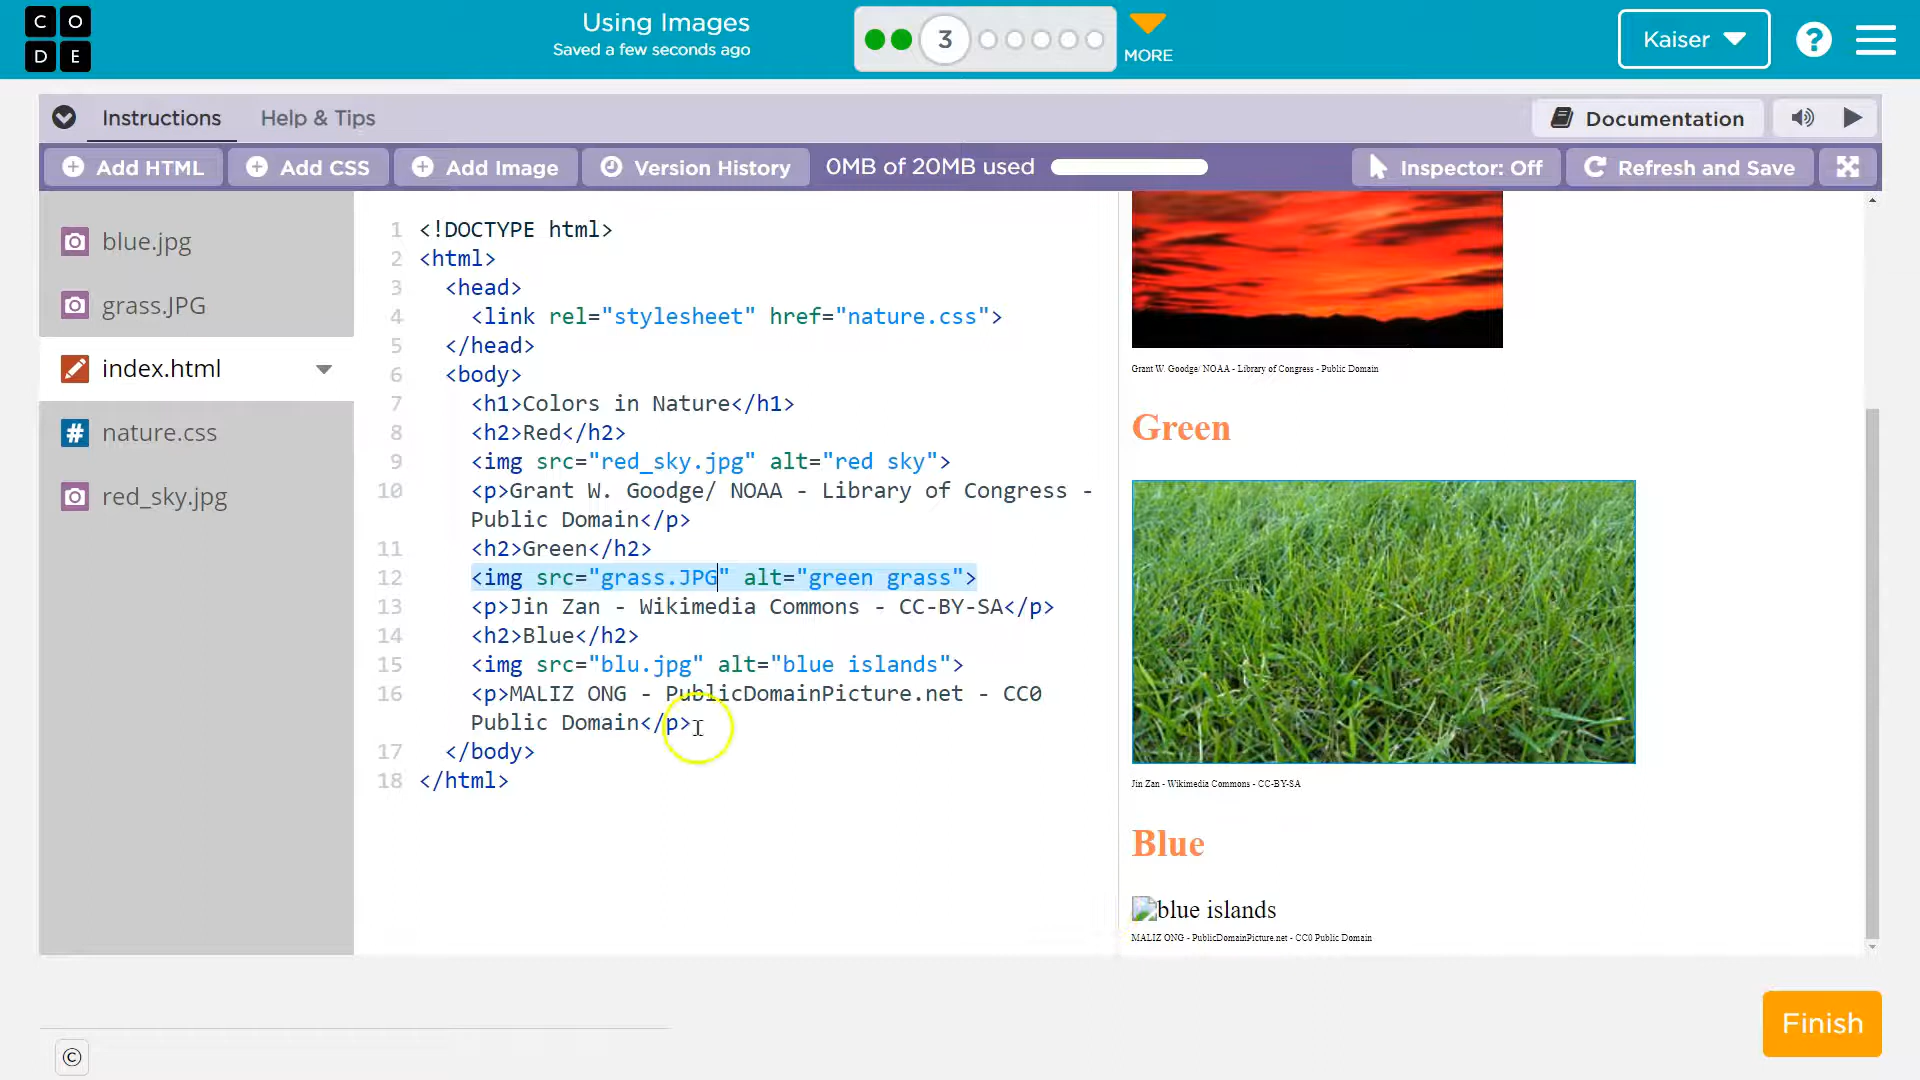 CODE
Using Images
Saved a few seconds ago
3
MORE
Kaiser
?
Instructions
Help & Tips
Documentation
Add HTML
Add CSS
Add Image
Version History
0MB of 20MB used
Inspector: Off
Refresh and Save
blue.jpg
grass.JPG
index.html
# nature.css
red_sky.jpg
1 <!DOCTYPE html>
2 <html>
3 <head>
4 <link rel="stylesheet" href="nature.css">
5 </head>
6 <body>
7 <h1>Colors in Nature</h1>
8 <h2>Red</h2>
9 <img src="red_sky.jpg" alt="red sky">
10 <p>Grant W. Goodge/ NOAA - Library of Congress -
Public Domain</p>
11 <h2>Green</h2>
12 <img src="grass.JPG" alt="green grass">
13 <p>Jin Zan - Wikimedia Commons - CC-BY-SA</p>
14 <h2>Blue</h2>
15 <img src="blu.jpg" alt="blue islands">
16 <p>MALIZ ONG - PublicDomainPicture.net - CC0
Public Domain</p>
17 </body>
18 </html>
Grant W. Goodge/ NOAA - Library of Congress - Public Domain
Green
Jin Zan - Wikimedia Commons - CC-BY-SA
Blue
blue islands
MALIZ ONG - PublicDomainPicture.net - CC0 Public Domain
Finish
©